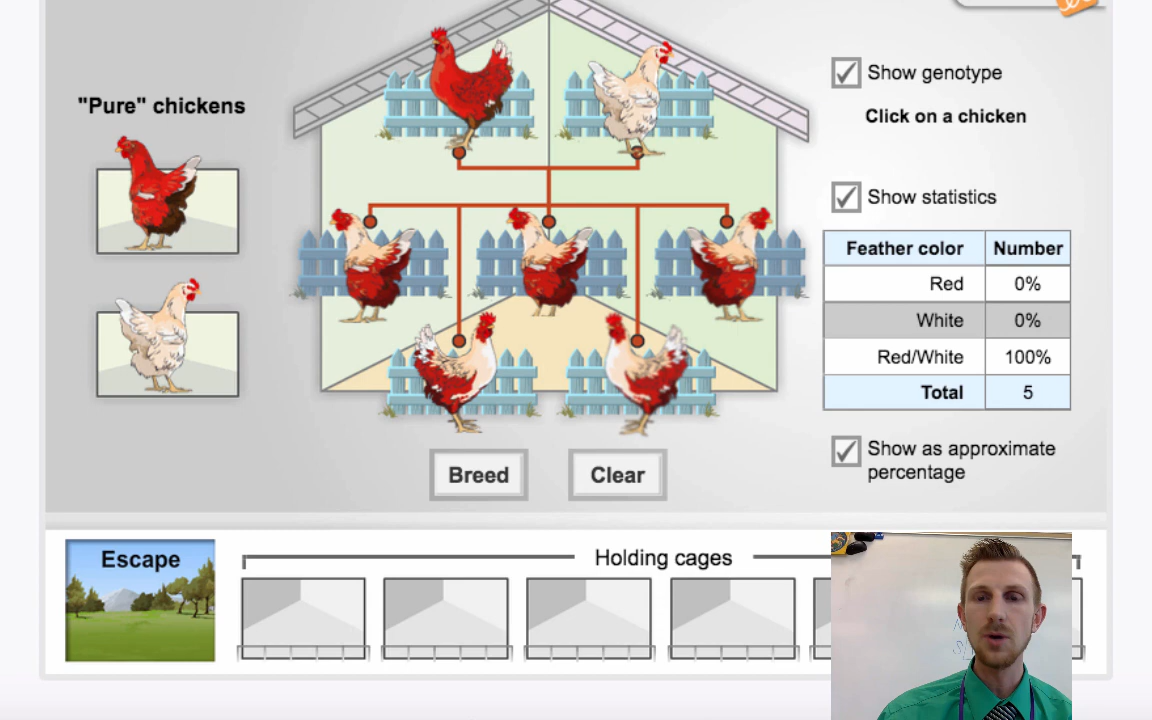 "Pure" chickens
Show genotype
Click on a chicken
Show statistics
Feather color Number
Red 0%
White 0%
Red/White 100%
Total 5
Show as approximate
percentage
Breed Clear
Escape
Holding cages